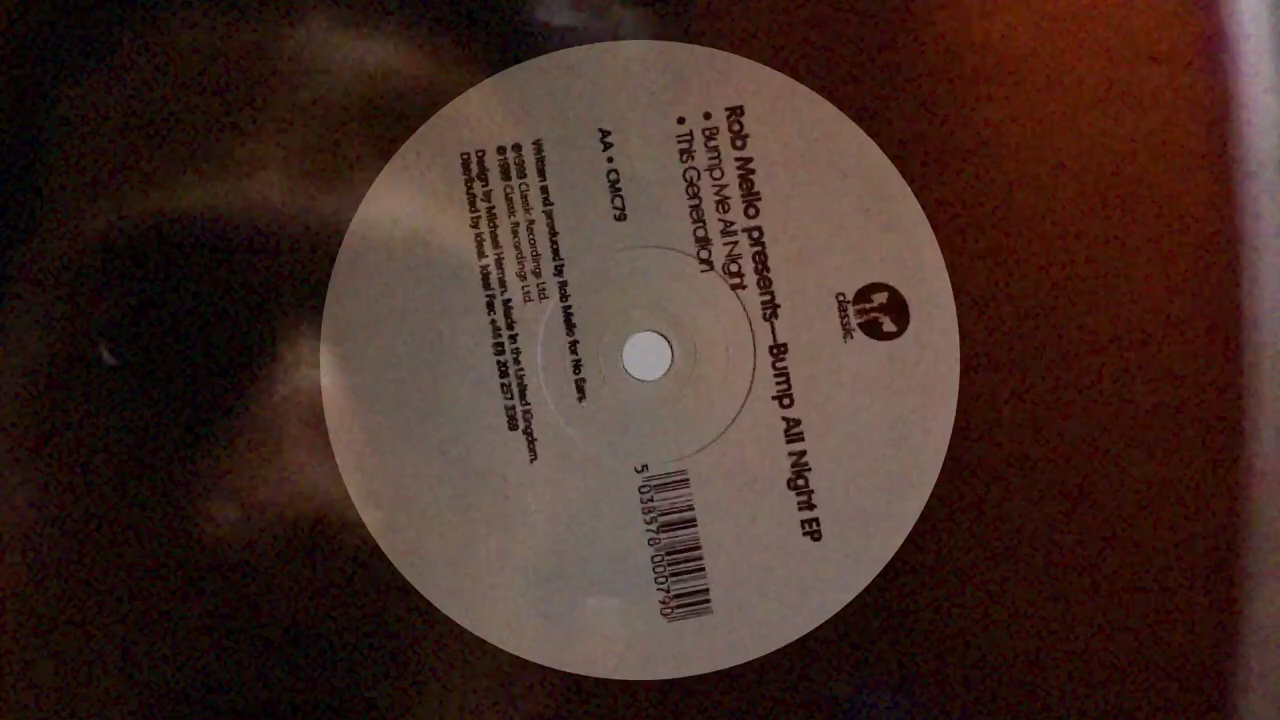 classic.
Rob Mello presents—Bump All Night EP
• Bump Me All Night
• This Generation
AA • CMC79
5 038578 000790
Written and produced by Rob Mello for No Ears.
℗1999 Classic Recordings Ltd.
©1999 Classic Recordings Ltd.
Design by Michael Herman. Made in the United Kingdom.
Distributed by Ideal. Ideal Fax: +44 (0) 208 257 3369